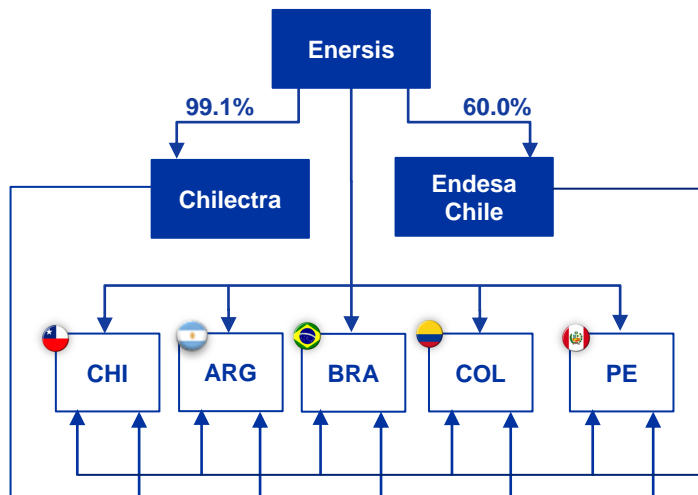 Enersis
99.1%
60.0%
Chilectra
Endesa
Chile
CHI
ARG
BRA
COL
PE